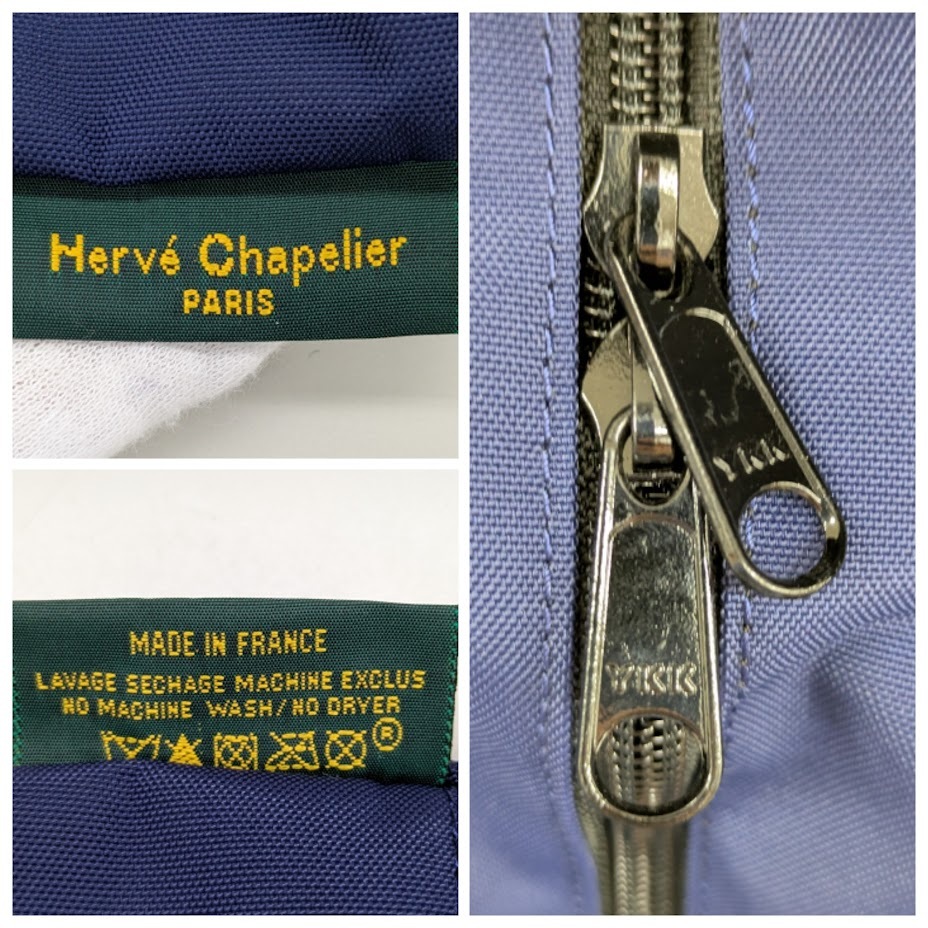 Hervé Chapelier
PARIS
MADE IN FRANCE
LAVAGE SECHAGE MACHINE EXCLUS
NO MACHINE WASH/NO DRYER
®
YKK
YKK